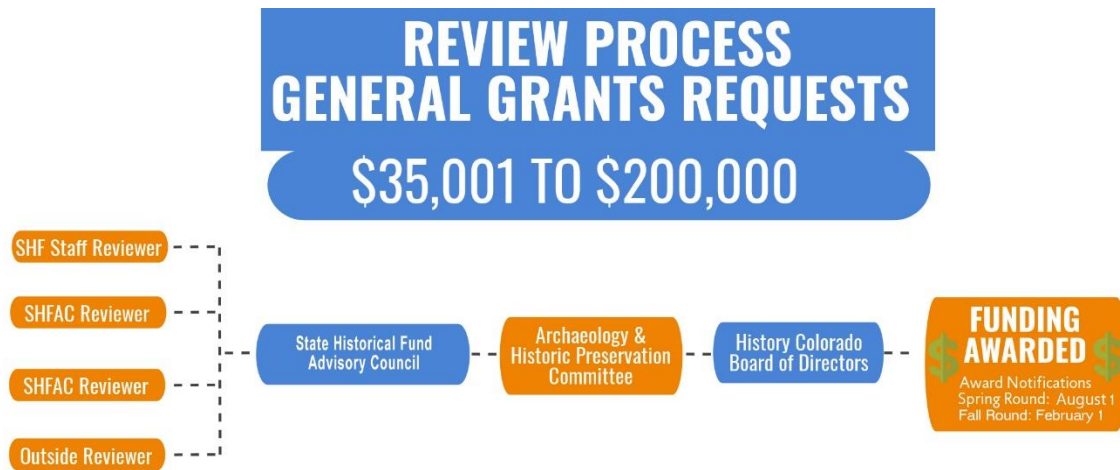 REVIEW PROCESS
GENERAL GRANTS REQUESTS
$35,001 TO $200,000
SHF Staff Reviewer
SHFAC Reviewer
SHFAC Reviewer
Outside Reviewer
State Historical Fund
Advisory Council
Archaeology &
Historic Preservation
Committee
History Colorado
Board of Directors
$ $
FUNDING
AWARDED
Award Notifications
Spring Round: August 1
Fall Round: February 1